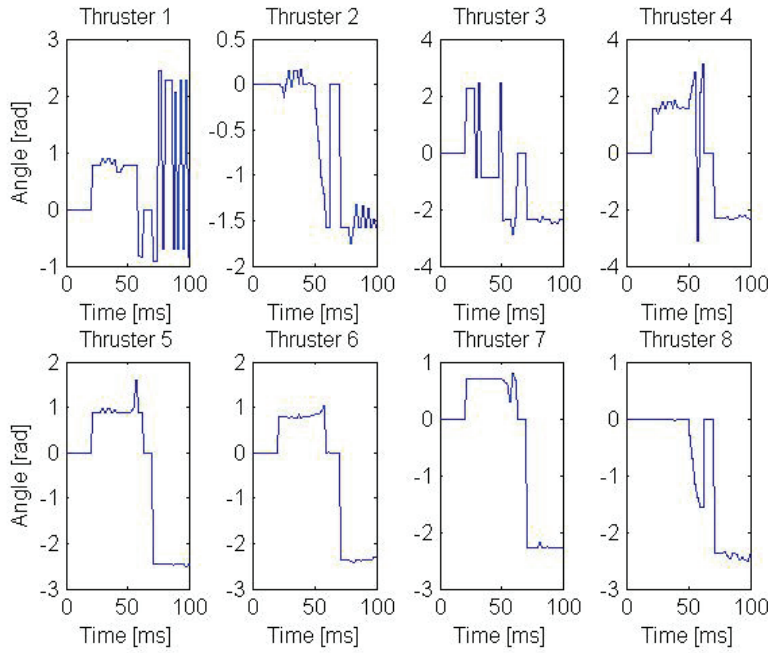 Thruster 1 Thruster 2 Thruster 3 Thruster 4
3 0.5 4 4
2 0 2 2
1 -0.5 0 0
0 -1 -2 -2
-1 -1.5 -4 -4
-2
Angle [rad]
0 50 100 0 50 100 0 50 100 0 50 100
Time [ms] Time [ms] Time [ms] Time [ms]
Thruster 5 Thruster 6 Thruster 7 Thruster 8
2 2 1 1
1 1 0 0
0 0 -1 -1
-1 -1 -2 -2
-2 -2 -3 -3
-3 -3
Angle [rad]
0 50 100 0 50 100 0 50 100 0 50 100
Time [ms] Time [ms] Time [ms] Time [ms]